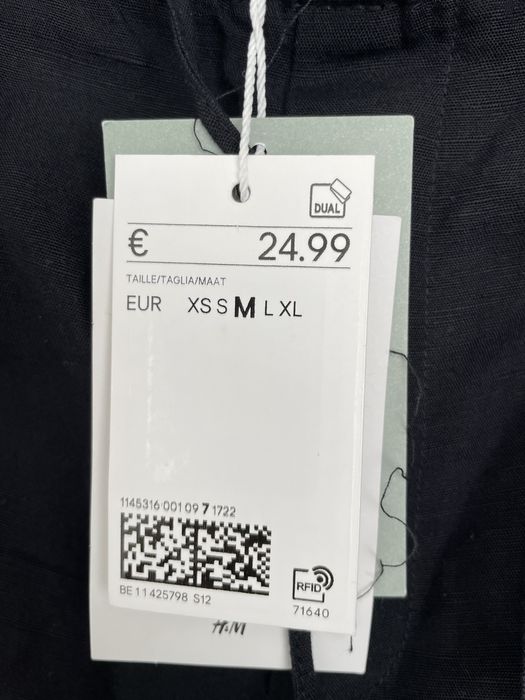 DUAL
€ 24.99
TAILLE/TAGLIA/MAAT
EUR XS S M L XL
1145316 001 09 7 1722
BE 11425798 S12
RFID
71640
H&M